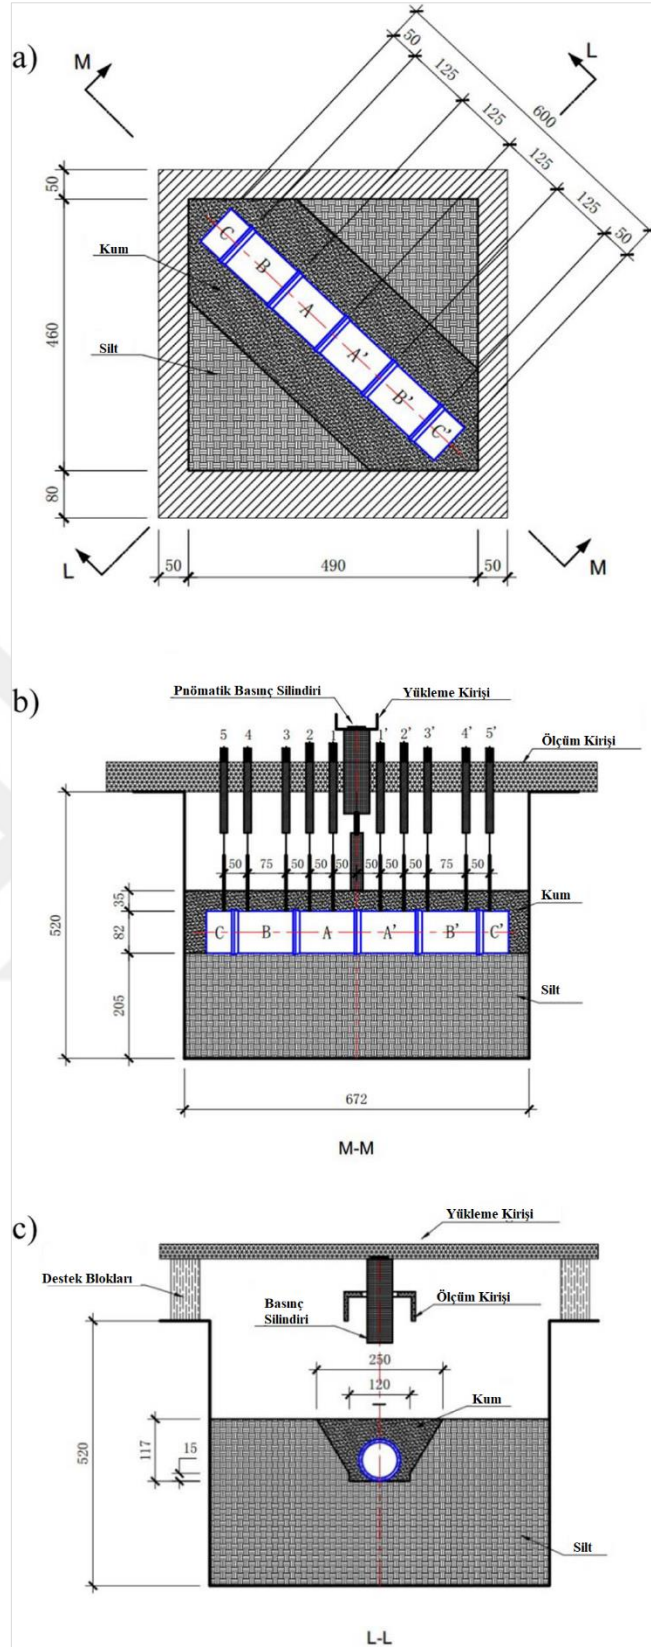 a)
M
L
50
125
125
125
125
50
600
50
460
80
Kum
Silt
C
B
A
A'
B'
C'
L
M
50
490
50
b)
Pnömatik Basınç Silindiri
Yükleme Kirişi
5 4 3 2 1 1' 2' 3' 4' 5'
Ölçüm Kirişi
50 75 50 50 50 50 50 50 75 50
520
35
82
205
Kum
C B A A' B' C'
Silt
672
M-M
c)
Yükleme Kirişi
Destek Blokları
Basınç
Silindiri
Ölçüm Kirişi
250
120
Kum
520
117
15
Silt
L-L